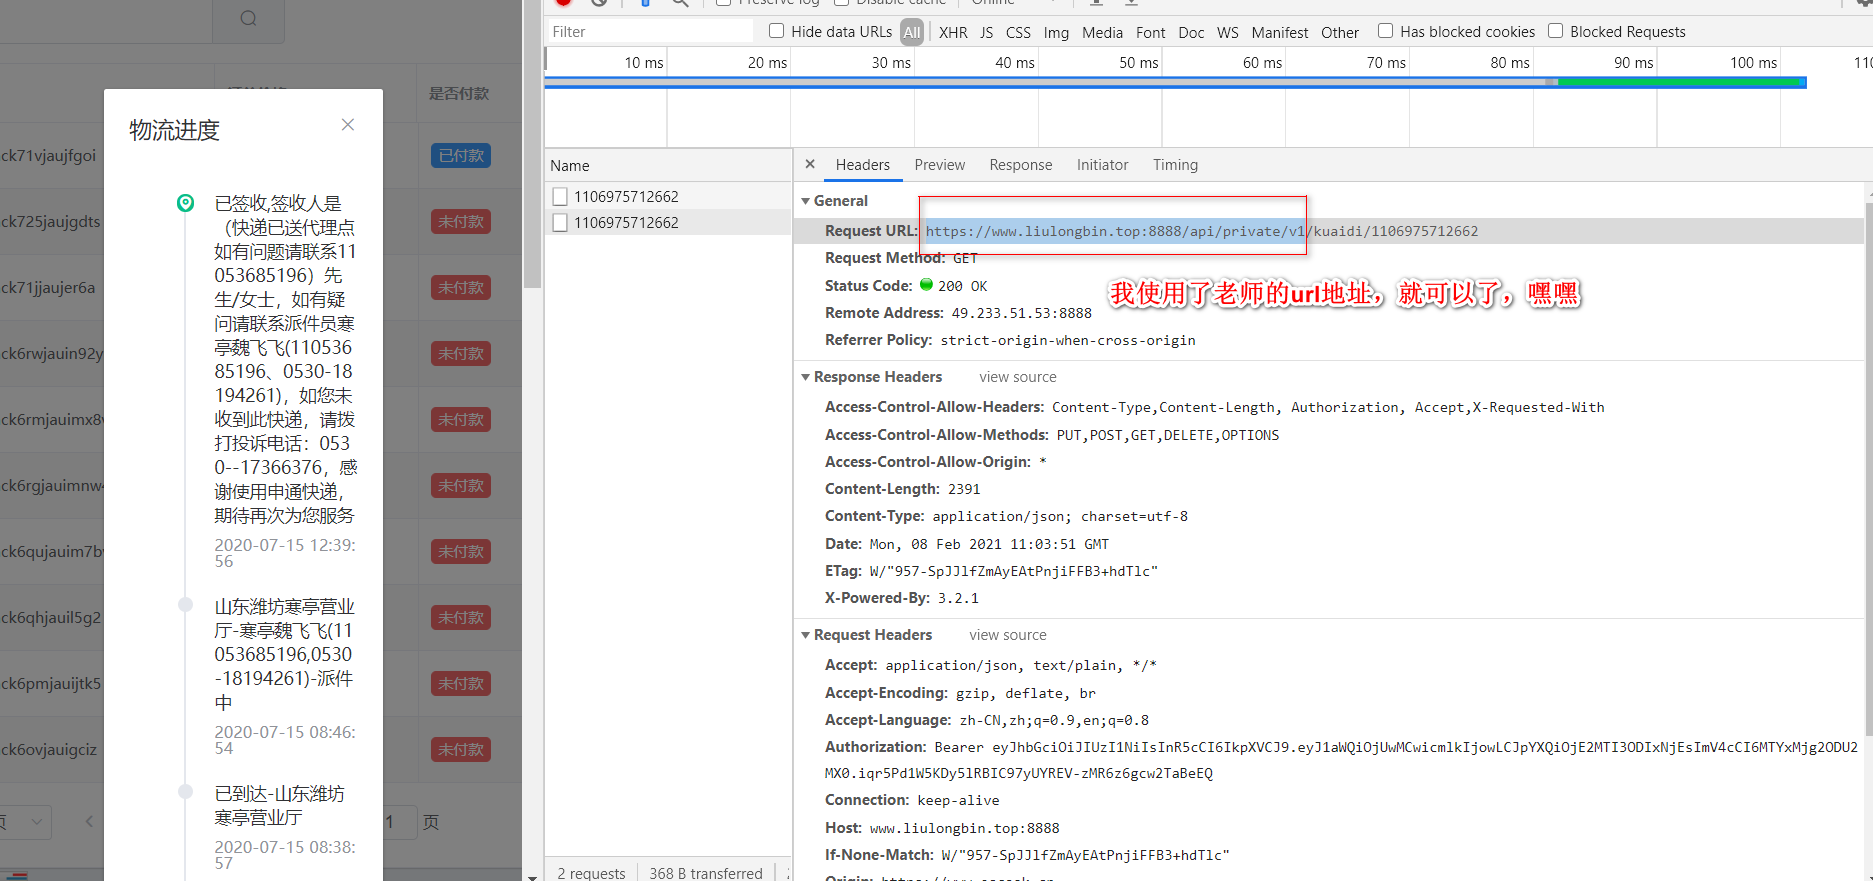 Preserve log
Disable cache
Online
Filter
Hide data URLs
All
XHR JS CSS Img Media Font Doc WS Manifest Other
Has blocked cookies
Blocked Requests
10 ms
20 ms
30 ms
40 ms
50 ms
60 ms
70 ms
80 ms
90 ms
100 ms
是否付款
ck71vjaujfgoi
已付款
ck725jaujgdts
未付款
ck71jjaujer6a
未付款
ck6rwjauin92y
未付款
ck6rmjauimx8
未付款
ck6rgjauimnw
未付款
ck6qujauim7b
未付款
ck6qhjauil5g2
未付款
ck6pmjauijtk5
未付款
ck6ovjauigciz
未付款
页
1
页
物流进度
已签收,签收人是
（快递已送代理点
如有问题请联系11
053685196）先
生/女士，如有疑
问请联系派件员寒
亭魏飞飞(110536
85196、0530-18
194261)，如您未
收到此快递，请拨
打投诉电话：053
0--17366376，感
谢使用申通快递，
期待再次为您服务
2020-07-15 12:39:
56
山东潍坊寒亭营业
厅-寒亭魏飞飞(11
053685196,0530
-18194261)-派件
中
2020-07-15 08:46:
54
已到达-山东潍坊
寒亭营业厅
2020-07-15 08:38:
57
Name
1106975712662
1106975712662
2 requests
368 B transferred
Headers
Preview
Response
Initiator
Timing
General
Request URL: https://www.liulongbin.top:8888/api/private/v1/kuaidi/1106975712662
Request Method: GET
Status Code: 200 OK
Remote Address: 49.233.51.53:8888
Referrer Policy: strict-origin-when-cross-origin
我使用了老师的url地址，就可以了，嘿嘿
Response Headers view source
Access-Control-Allow-Headers: Content-Type,Content-Length, Authorization, Accept,X-Requested-With
Access-Control-Allow-Methods: PUT,POST,GET,DELETE,OPTIONS
Access-Control-Allow-Origin: *
Content-Length: 2391
Content-Type: application/json; charset=utf-8
Date: Mon, 08 Feb 2021 11:03:51 GMT
ETag: W/"957-SpJJlfZmAyEAtPnjiFFB3+hdTlc"
X-Powered-By: 3.2.1
Request Headers view source
Accept: application/json, text/plain, */*
Accept-Encoding: gzip, deflate, br
Accept-Language: zh-CN,zh;q=0.9,en;q=0.8
Authorization: Bearer eyJhbGciOiJIUzI1NiIsInR5cCI6IkpXVCJ9.eyJ1aWQiOjUwMCwicmlkIjowLCJpYXQiOjE2MTI3ODIxNjEsImV4cCI6MTYxMjg2ODU2
MX0.iqr5Pd1W5KDy5lRBIC97yUYREV-zMR6z6gcw2TaBeEQ
Connection: keep-alive
Host: www.liulongbin.top:8888
If-None-Match: W/"957-SpJJlfZmAyEAtPnjiFFB3+hdTlc"